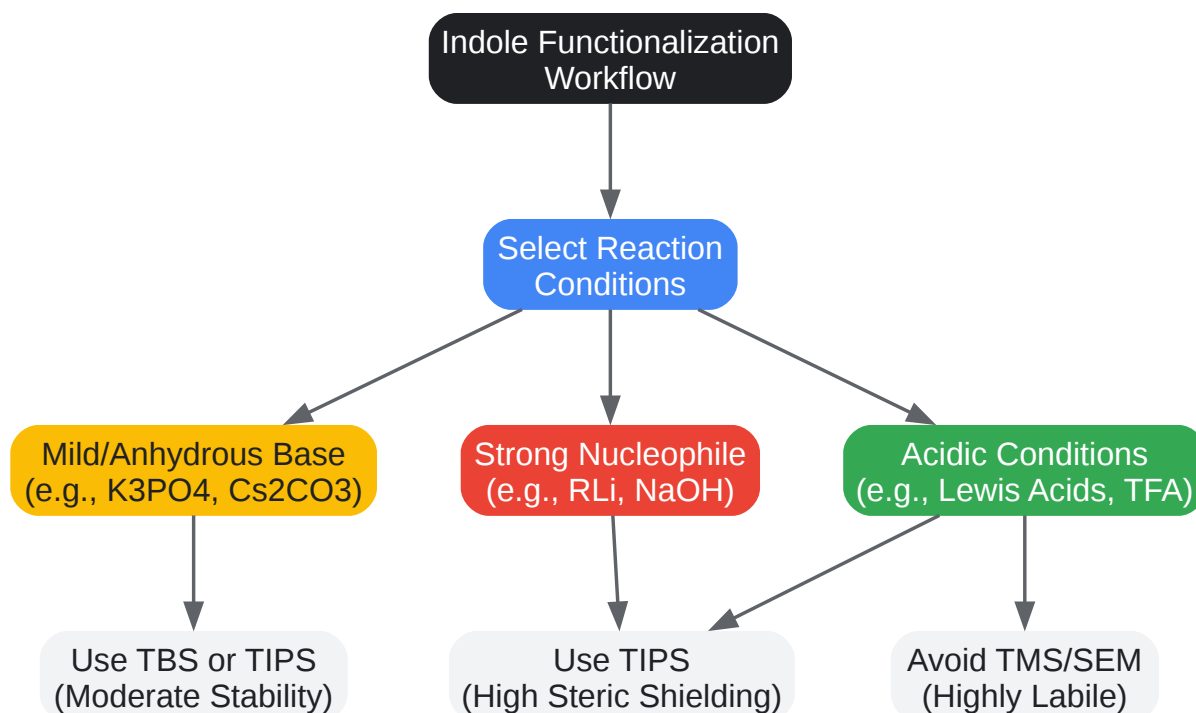 Indole Functionalization
Workflow
Select Reaction
Conditions
Mild/Anhydrous Base
(e.g., K3PO4, Cs2CO3)
Strong Nucleophile
(e.g., RLi, NaOH)
Acidic Conditions
(e.g., Lewis Acids, TFA)
Use TBS or TIPS
(Moderate Stability)
Use TIPS
(High Steric Shielding)
Avoid TMS/SEM
(Highly Labile)